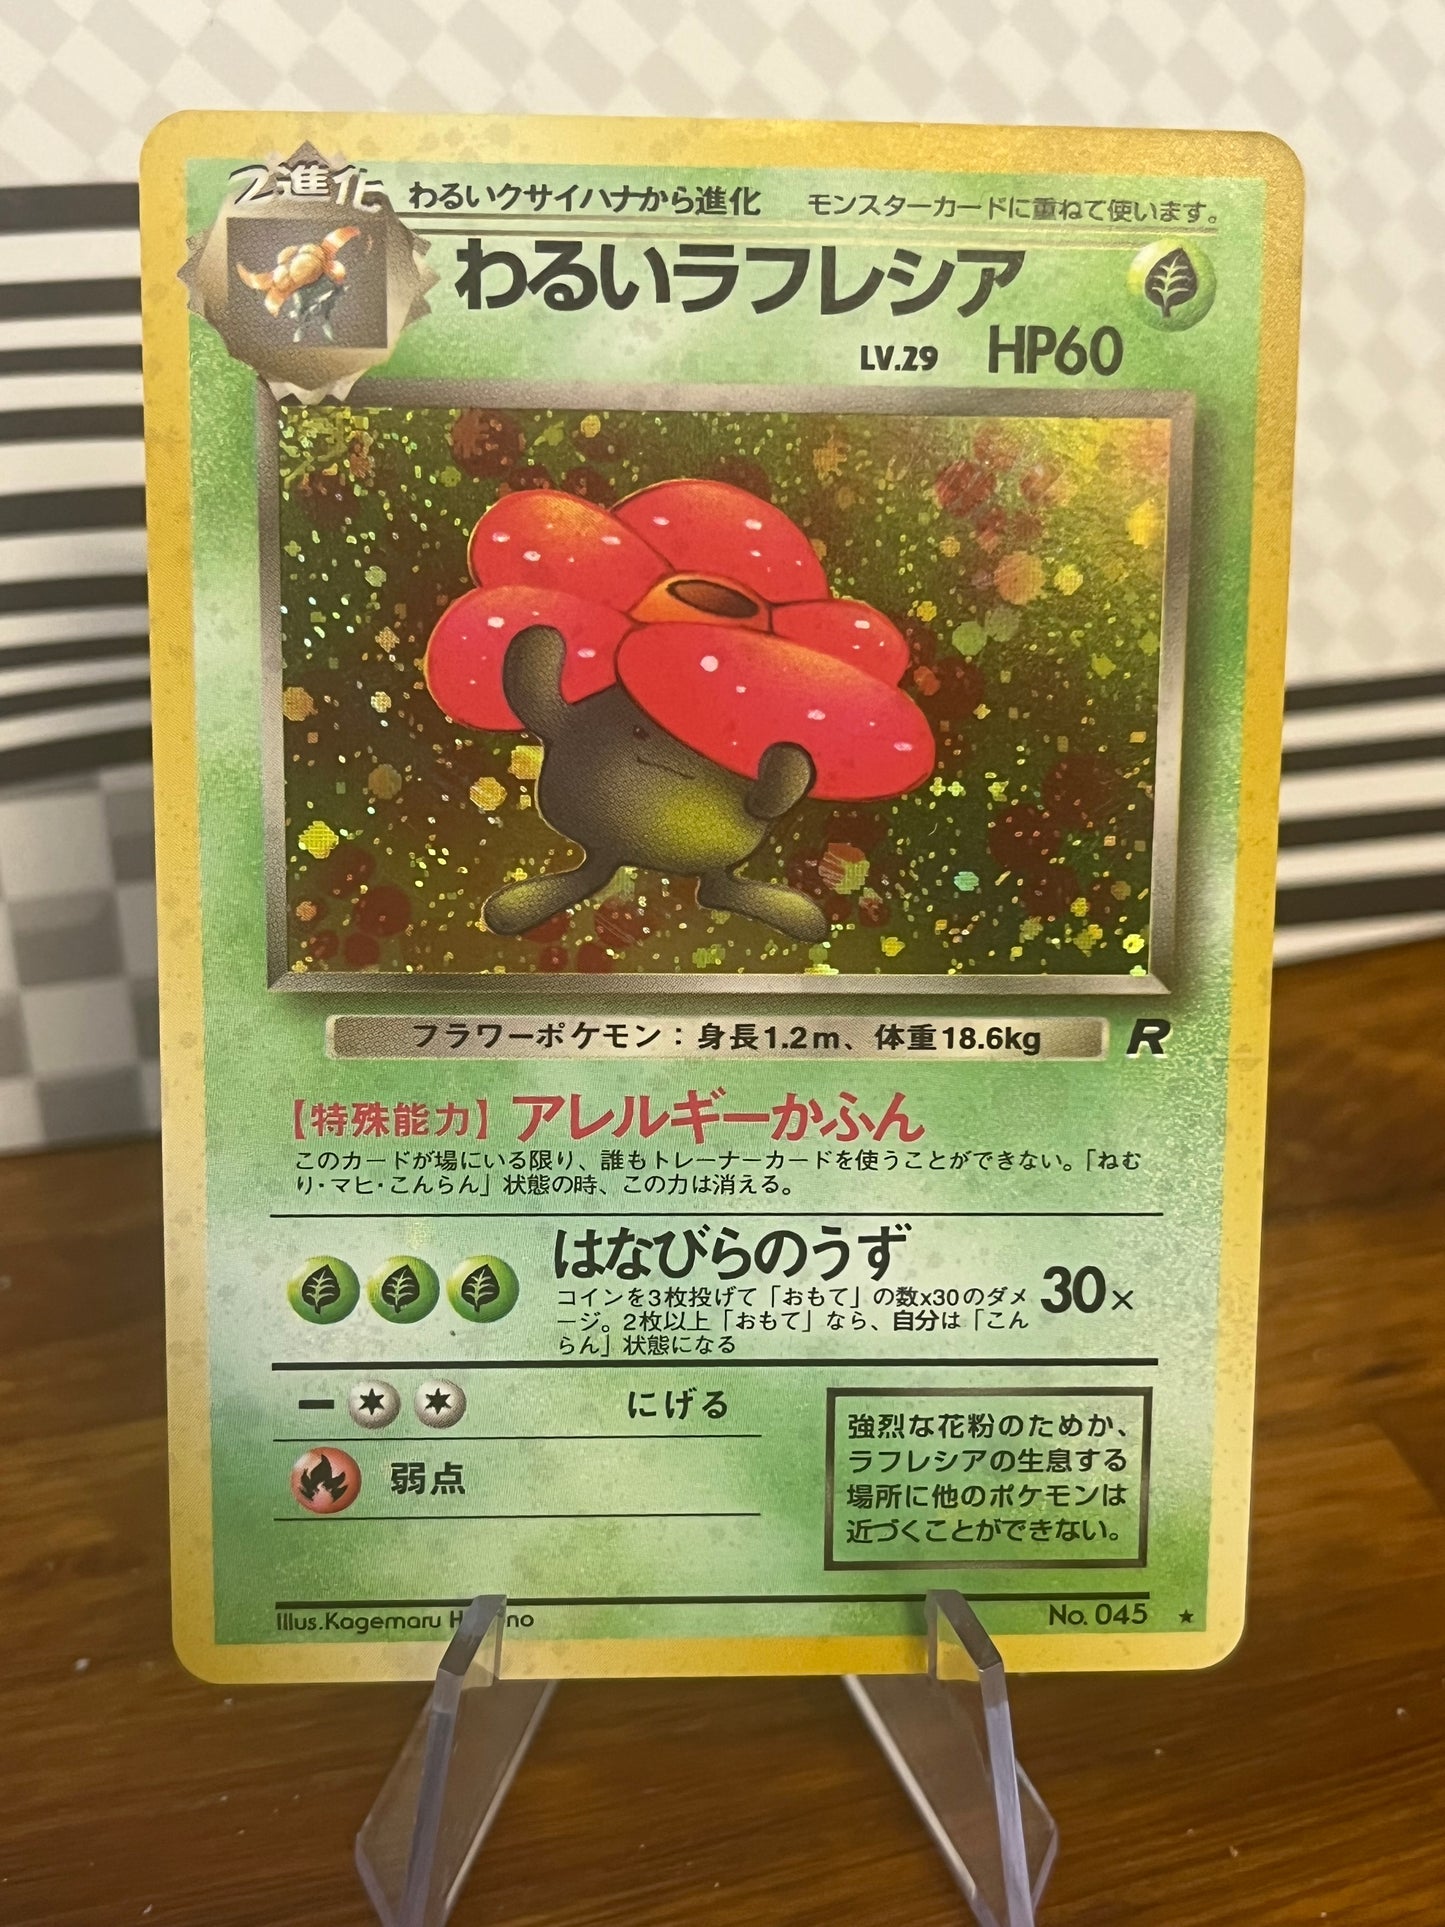 2進化 わるいクサイハナから進化 モンスターカードに重ねて使います。
わるいラフレシア
LV.29 HP60
フラワーポケモン：身長1.2m、体重18.6kg R
【特殊能力】アレルギーかふん
このカードが場にいる限り、誰もトレーナーカードを使うことができない。「ねむ
り・マヒ・こんらん」状態の時、この力は消える。
はなびらのうず
コインを3枚投げて「おもて」の数x30のダメ
ージ。2枚以上「おもて」なら、自分は「こん
らん」状態になる
30×
にげる
弱点
強烈な花粉のためか、
ラフレシアの生息する
場所に他のポケモンは
近づくことができない。
Illus.Kagemaru
No. 045 ★